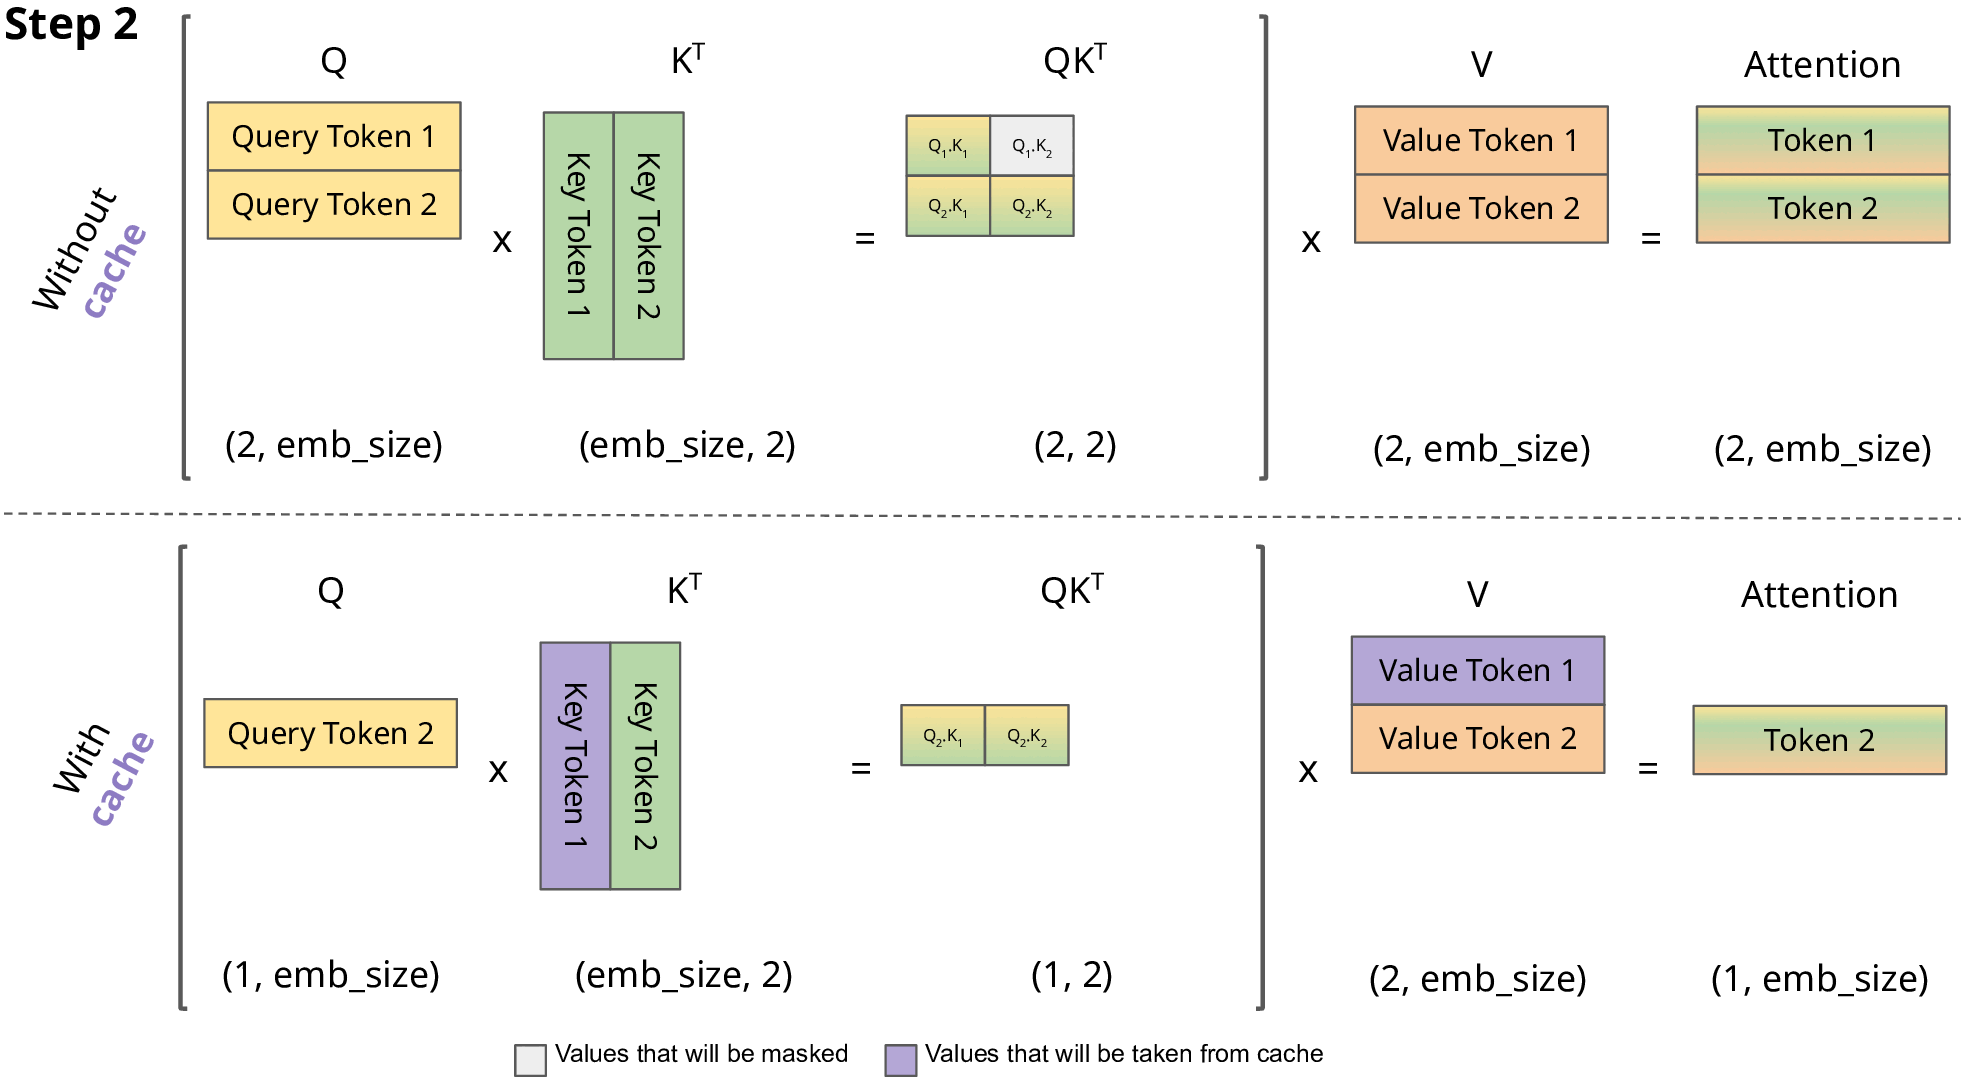 Step 2
Without
cache
Q
K^T
QK^T
V
Attention
Query Token 1
Query Token 2
x
Key Token 1
Key Token 2
=
Q1.K1
Q1.K2
Q2.K1
Q2.K2
x
Value Token 1
Value Token 2
=
Token 1
Token 2
(2, emb_size)
(emb_size, 2)
(2, 2)
(2, emb_size)
(2, emb_size)
With
cache
Q
K^T
QK^T
V
Attention
Query Token 2
x
Key Token 1
Key Token 2
=
Q2.K1
Q2.K2
x
Value Token 1
Value Token 2
=
Token 2
(1, emb_size)
(emb_size, 2)
(1, 2)
(2, emb_size)
(1, emb_size)
Values that will be masked
Values that will be taken from cache